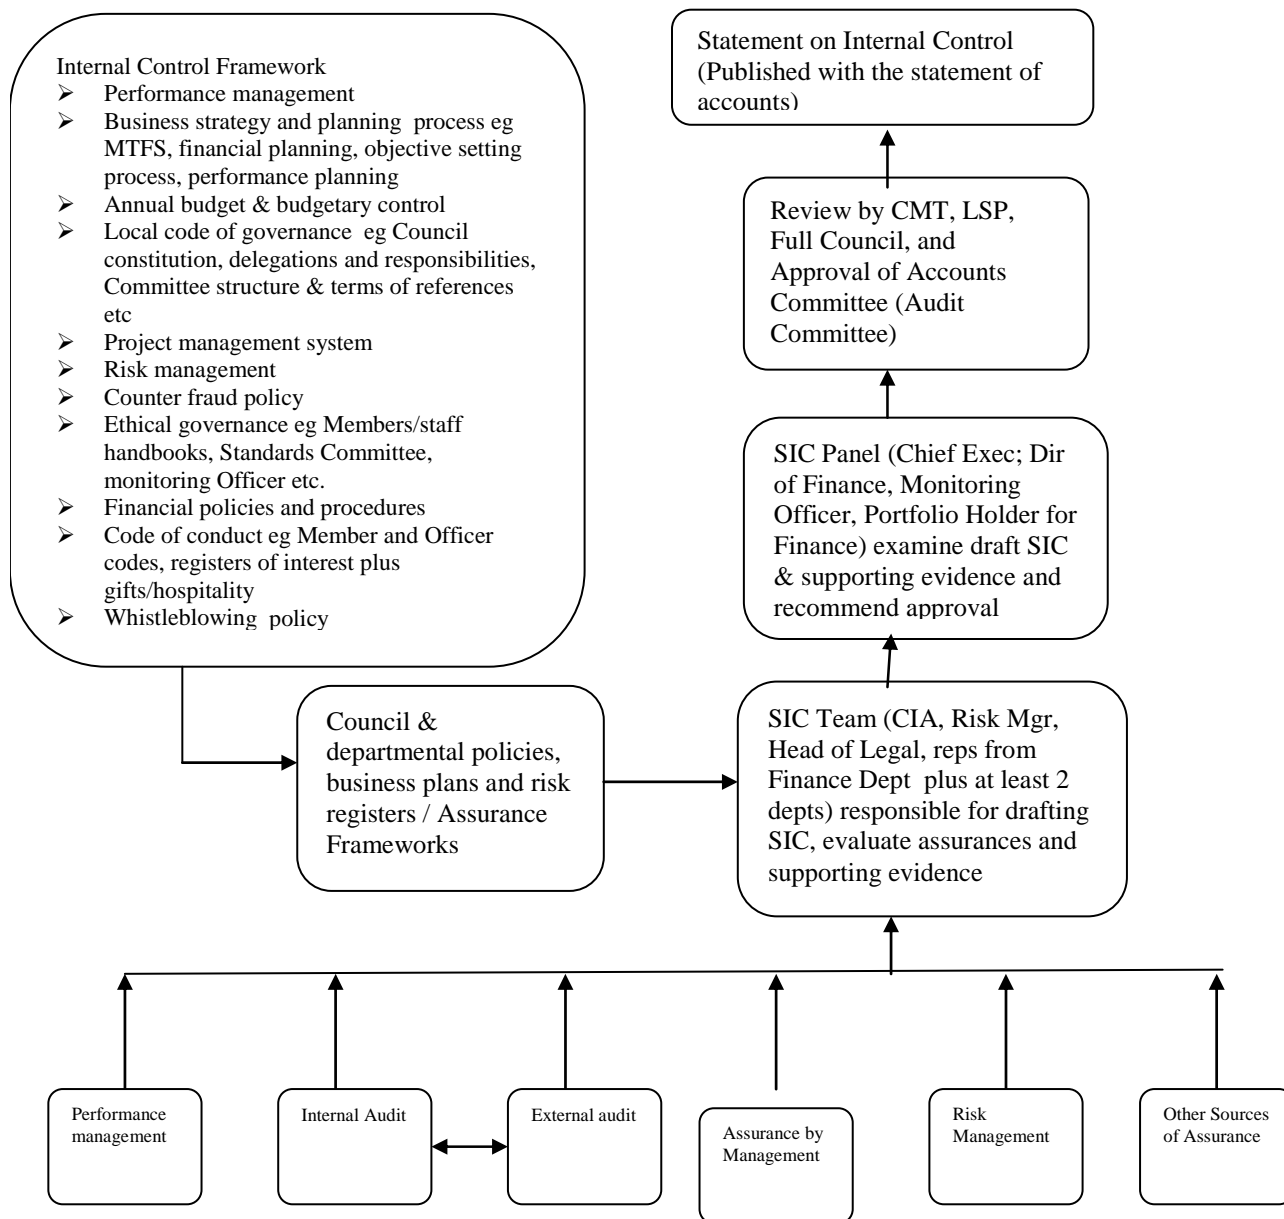 Internal Control Framework
➢ Performance management
➢ Business strategy and planning process eg
MTFS, financial planning, objective setting
process, performance planning
➢ Annual budget & budgetary control
➢ Local code of governance eg Council
constitution, delegations and responsibilities,
Committee structure & terms of references
etc
➢ Project management system
➢ Risk management
➢ Counter fraud policy
➢ Ethical governance eg Members/staff
handbooks, Standards Committee,
monitoring Officer etc.
➢ Financial policies and procedures
➢ Code of conduct eg Member and Officer
codes, registers of interest plus
gifts/hospitality
➢ Whistleblowing policy
Statement on Internal Control
(Published with the statement of
accounts)
Review by CMT, LSP,
Full Council, and
Approval of Accounts
Committee (Audit
Committee)
SIC Panel (Chief Exec; Dir
of Finance, Monitoring
Officer, Portfolio Holder for
Finance) examine draft SIC
& supporting evidence and
recommend approval
Council &
departmental policies,
business plans and risk
registers / Assurance
Frameworks
SIC Team (CIA, Risk Mgr,
Head of Legal, reps from
Finance Dept plus at least 2
depts) responsible for drafting
SIC, evaluate assurances and
supporting evidence
Performance
management
Internal Audit
External audit
Assurance by
Management
Risk
Management
Other Sources
of Assurance